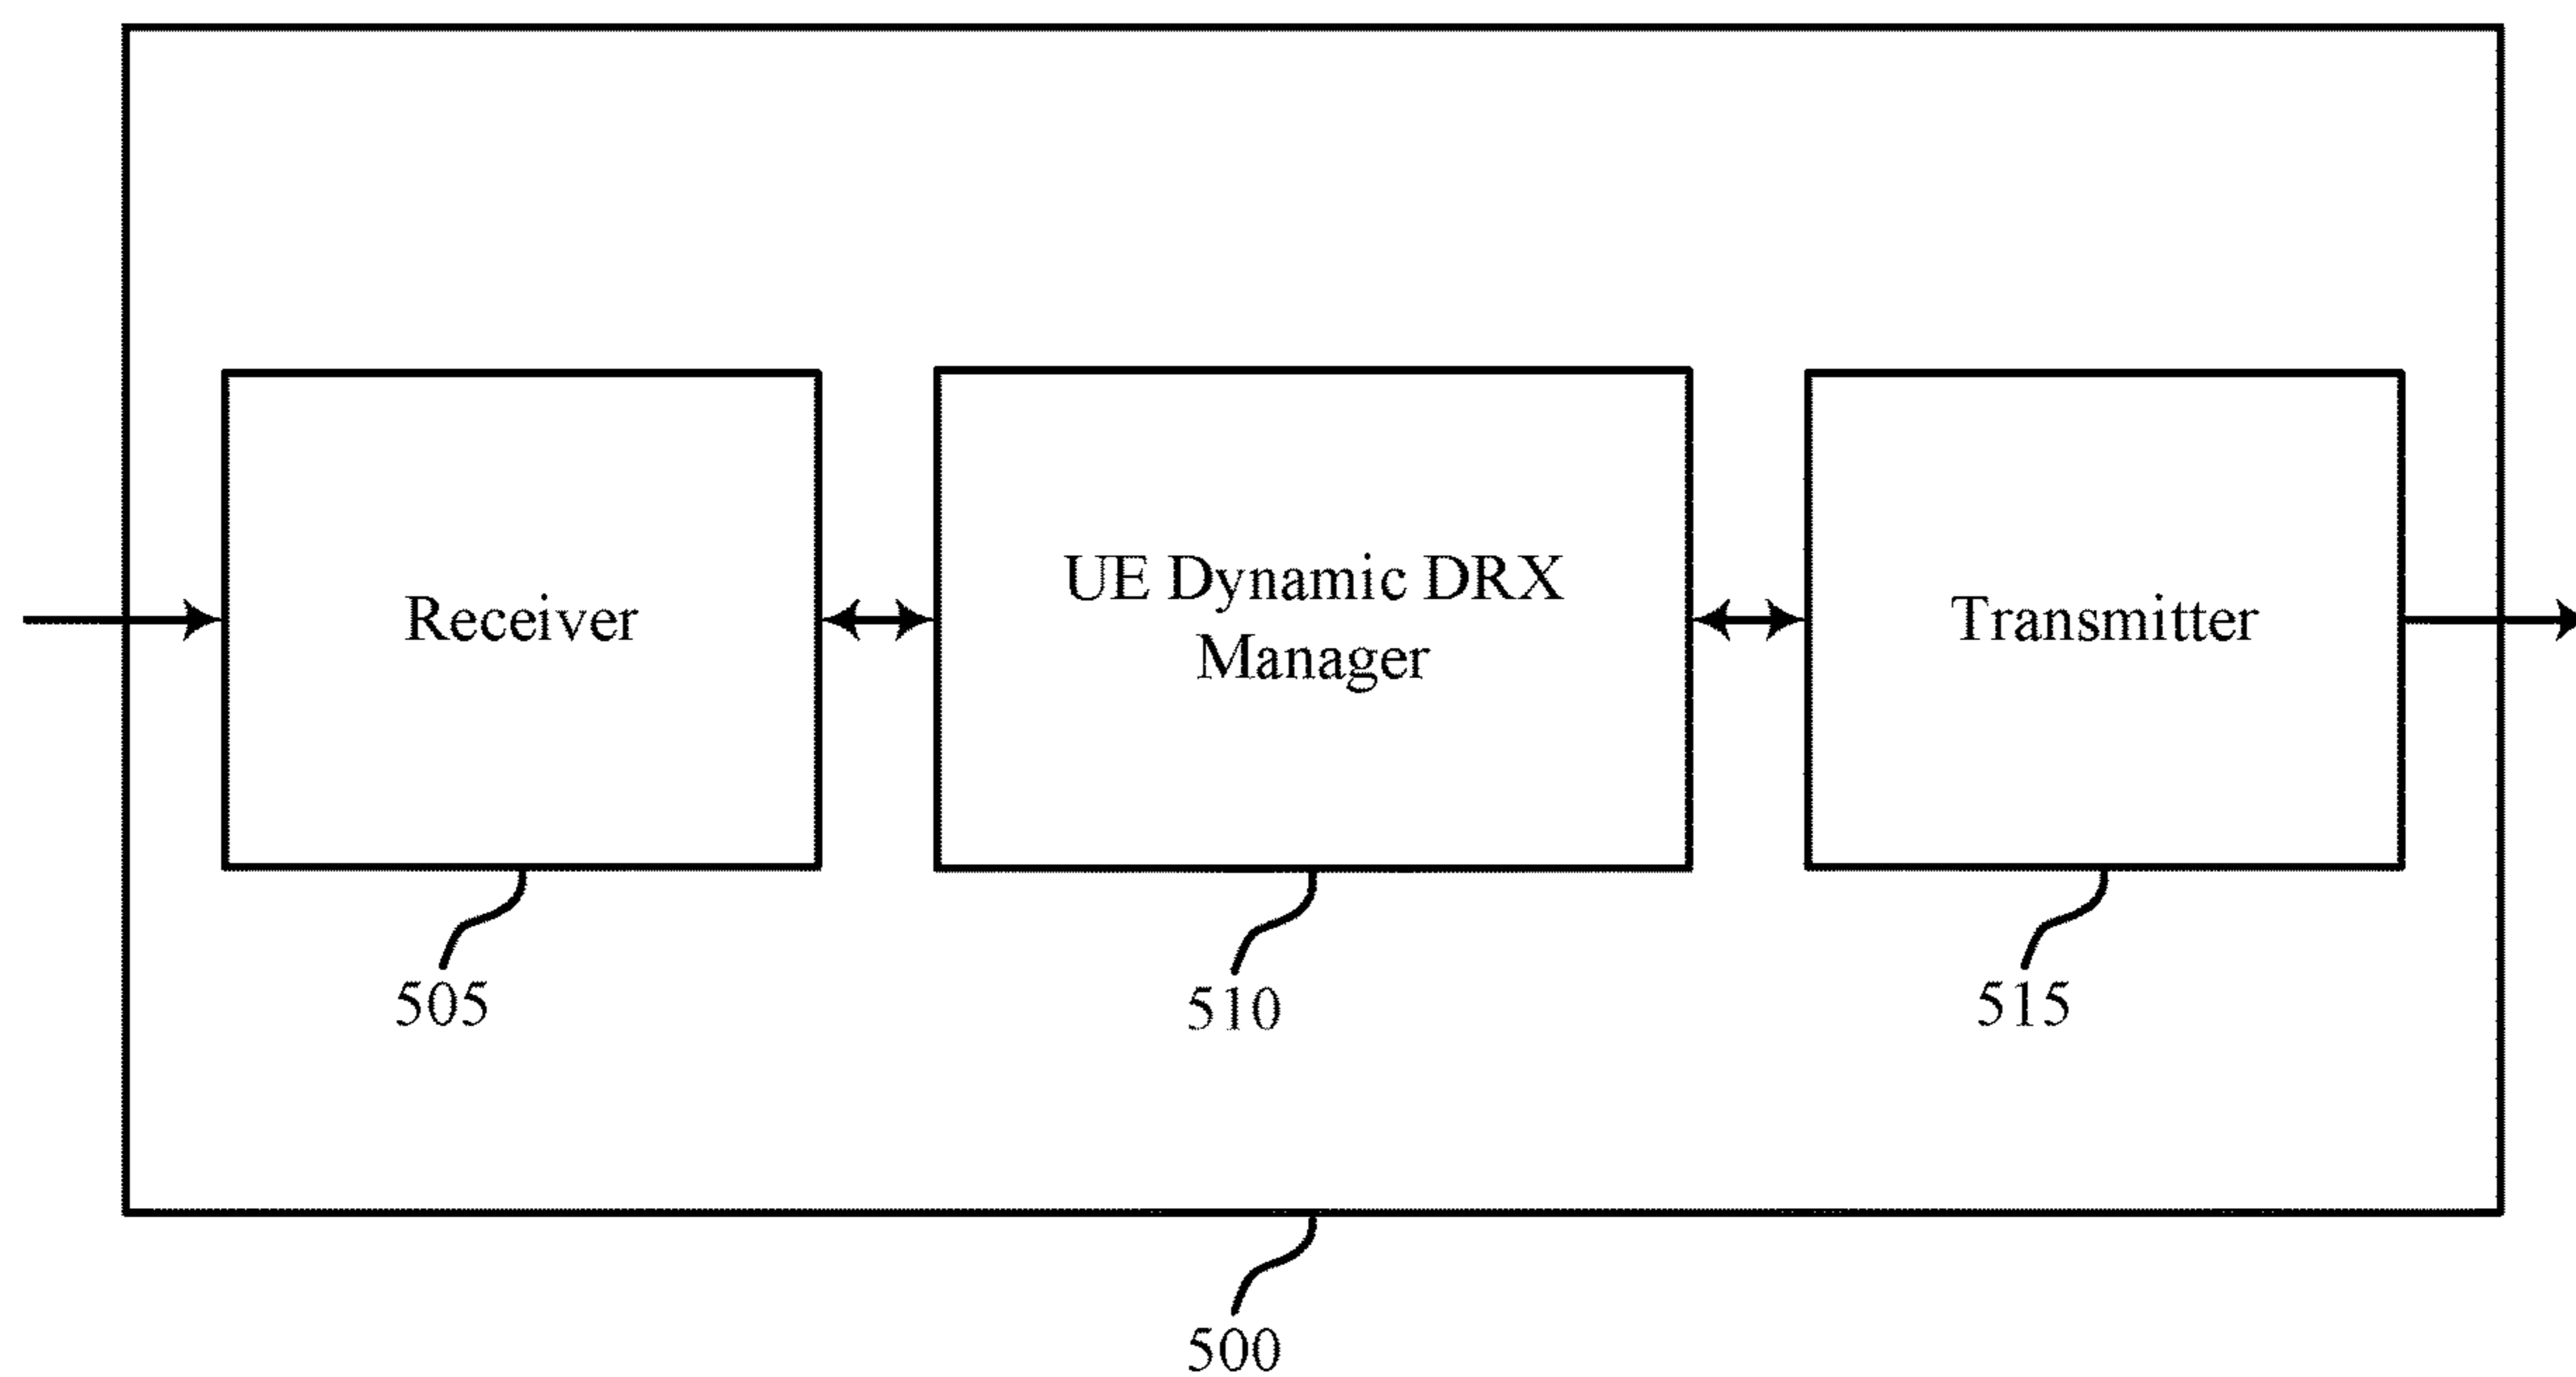 Receiver
UE Dynamic DRX
Manager
Transmitter
505
510
515
500